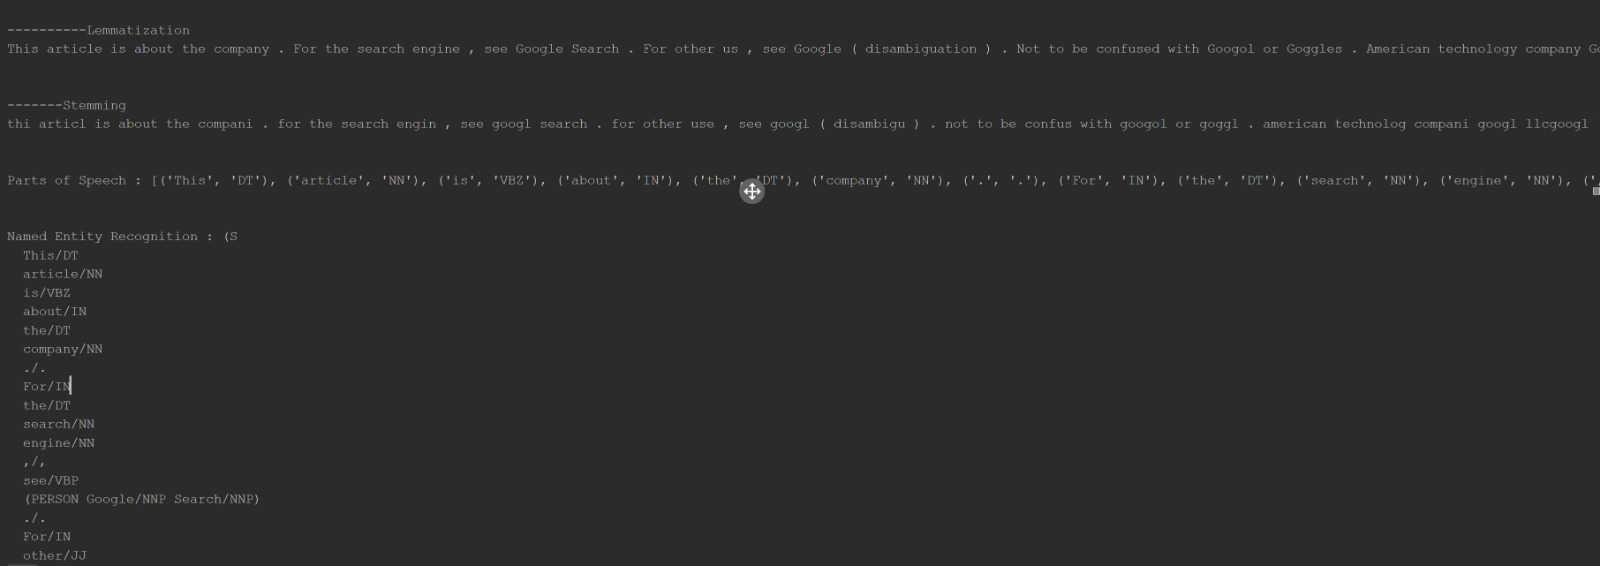 ----------Lemmatization
This article is about the company . For the search engine , see Google Search . For other us , see Google ( disambiguation ) . Not to be confused with Googol or Goggles . American technology company
-------Stemming
thi articl is about the compani . for the search engin , see googl search . for other use , see googl ( disambigu ) . not to be confus with googol or goggl . american technolog compani googl llcgoogl
Parts of Speech : [('This', 'DT'), ('article', 'NN'), ('is', 'VBZ'), ('about', 'IN'), ('the', 'DT'), ('company', 'NN'), ('.', '.'), ('For', 'IN'), ('the', 'DT'), ('search', 'NN'), ('engine', 'NN'), (',
Named Entity Recognition : (S
This/DT
article/NN
is/VBZ
about/IN
the/DT
company/NN
./.
For/IN
the/DT
search/NN
engine/NN
,/,
see/VBP
(PERSON Google/NNP Search/NNP)
./.
For/IN
other/JJ